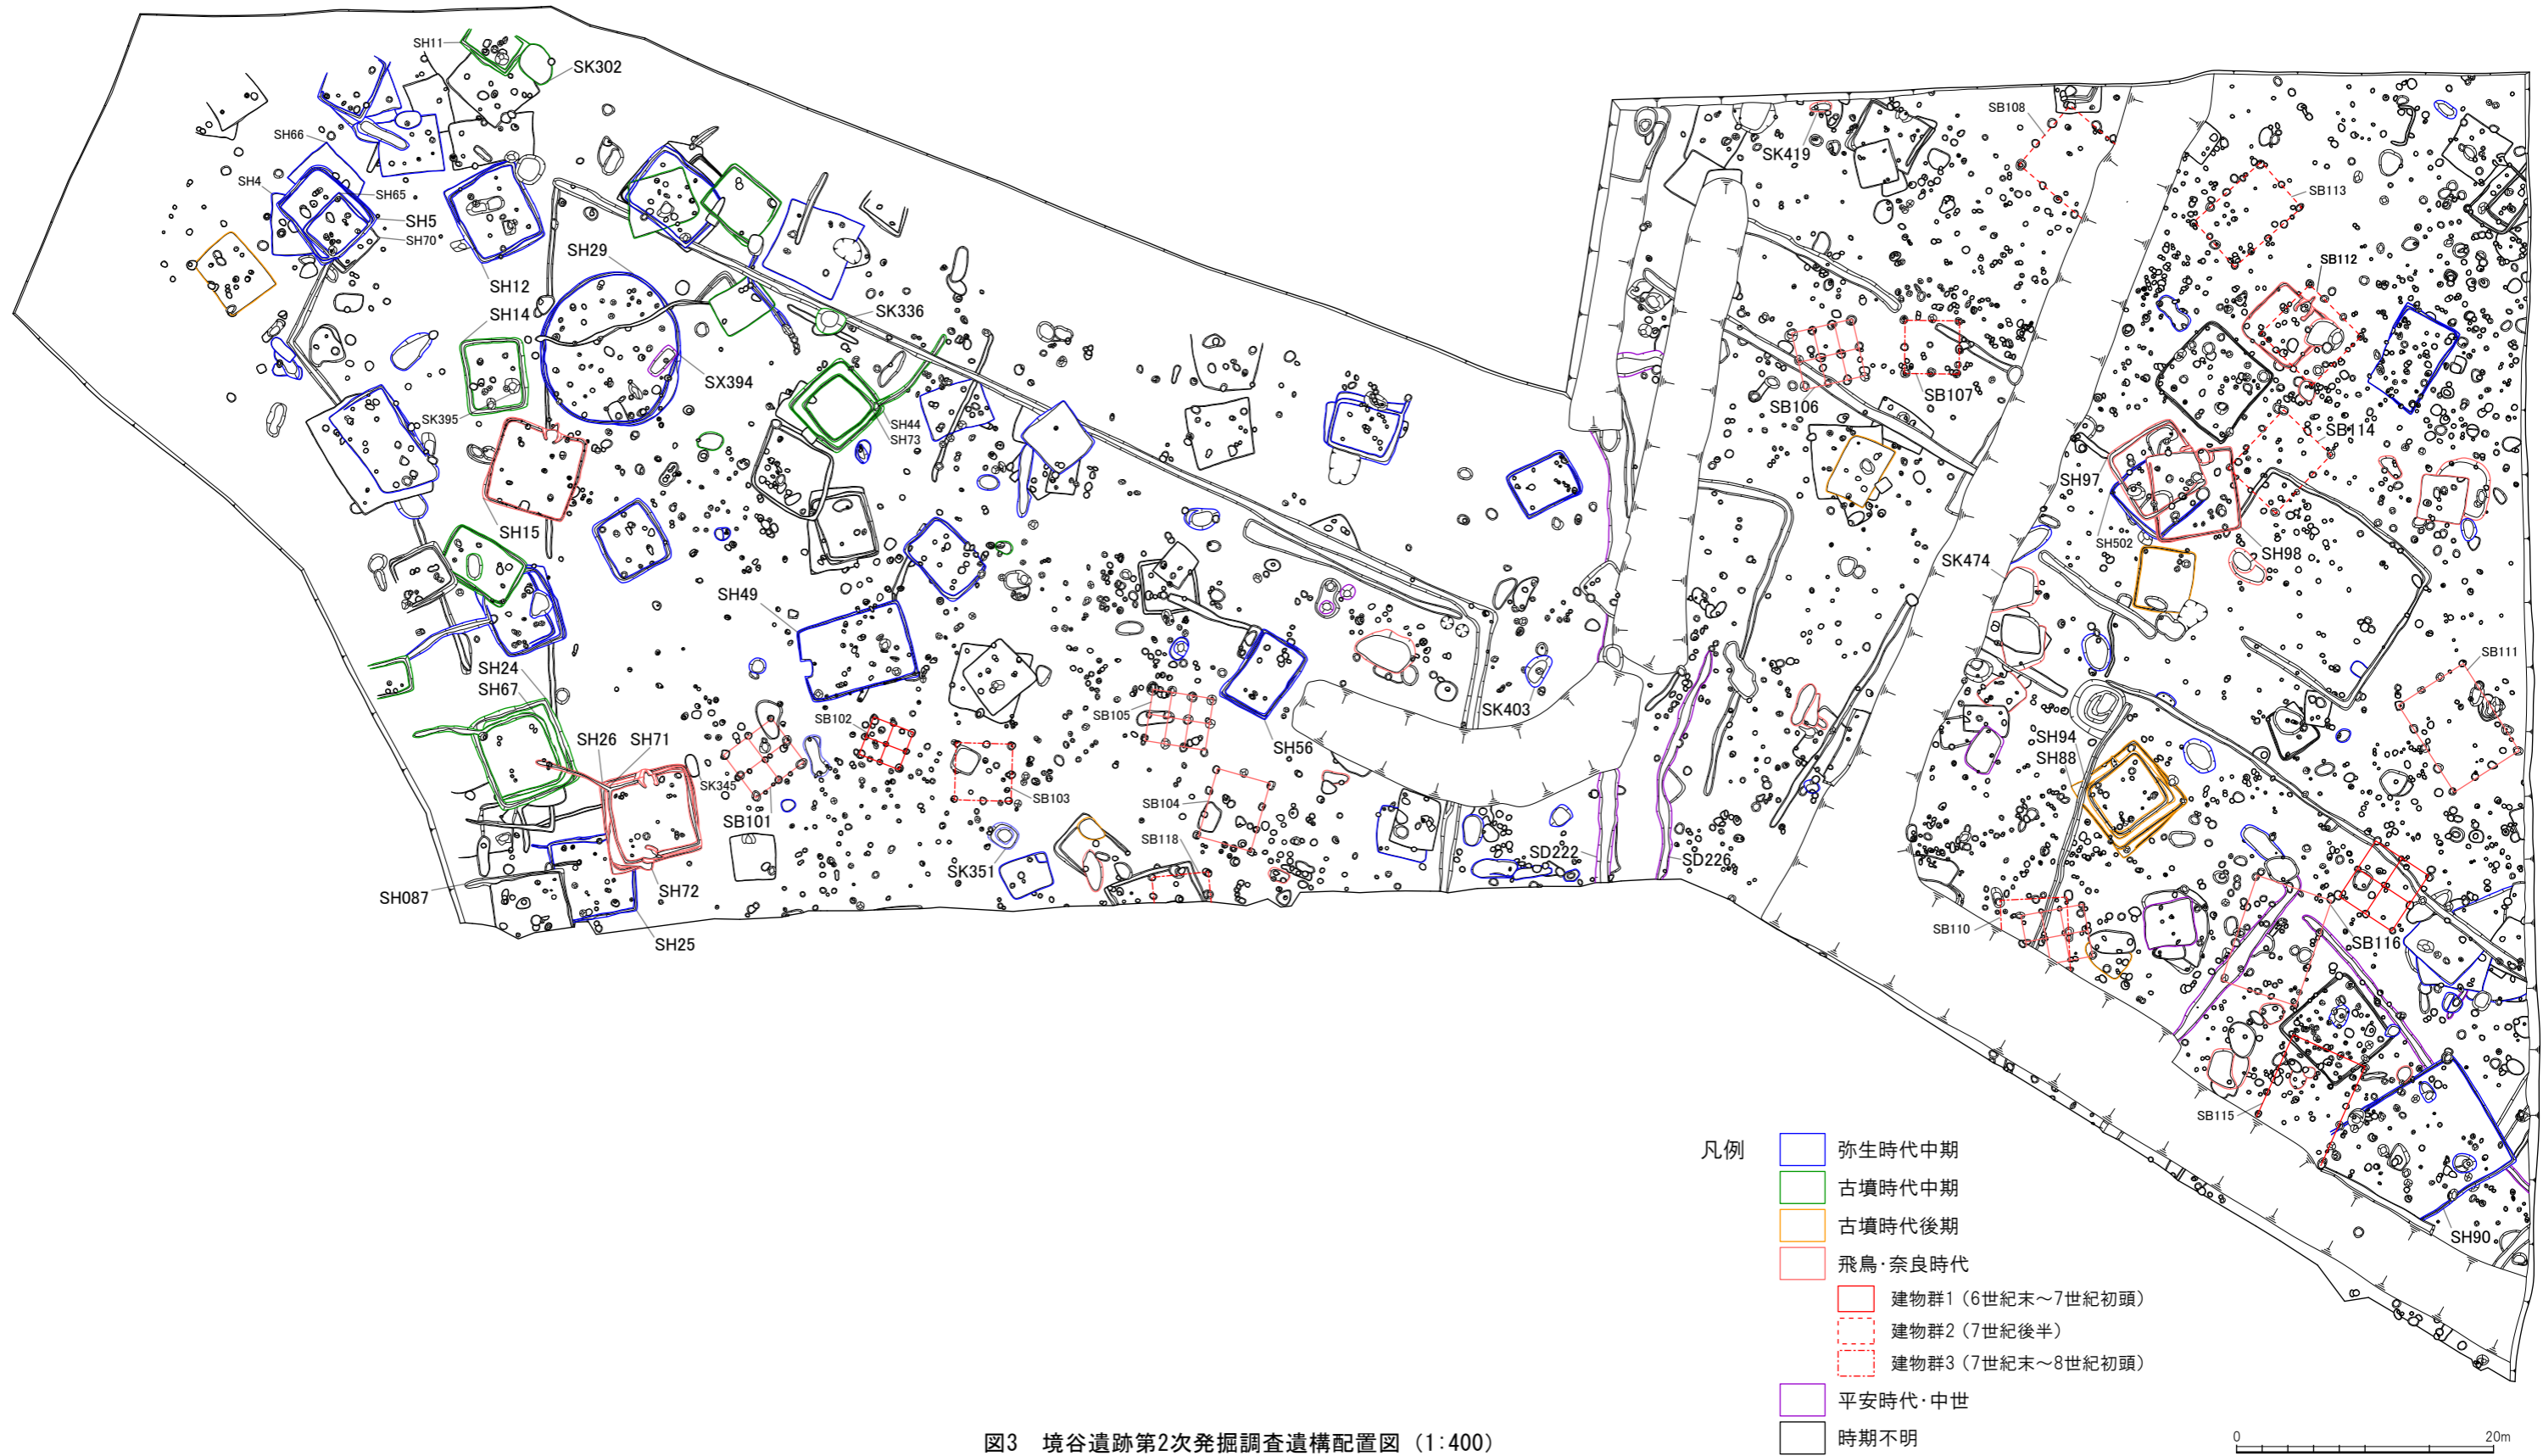 SH11
SK302
SH66
SH4
SH65
SH5
SH70
SH12
SH29
SH14
SK336
SX394
SK395
SH44
SH73
SH15
SH24
SH67
SH49
SH26
SH71
SB102
SK345
SB101
SB103
SB105
SB104
SB118
SH56
SK403
SK351
SH087
SH72
SH25
SD222
SD226
SK419
SB108
SB113
SB112
SB106
SB107
SB114
SH97
SH502
SH98
SK474
SB111
SH94
SH88
SB110
SB116
SB115
SH90
凡例
弥生時代中期
古墳時代中期
古墳時代後期
飛鳥・奈良時代
建物群1（6世紀末～7世紀初頭）
建物群2（7世紀後半）
建物群3（7世紀末～8世紀初頭）
平安時代・中世
時期不明
0 20m
図3 境谷遺跡第2次発掘調査遺構配置図（1:400）